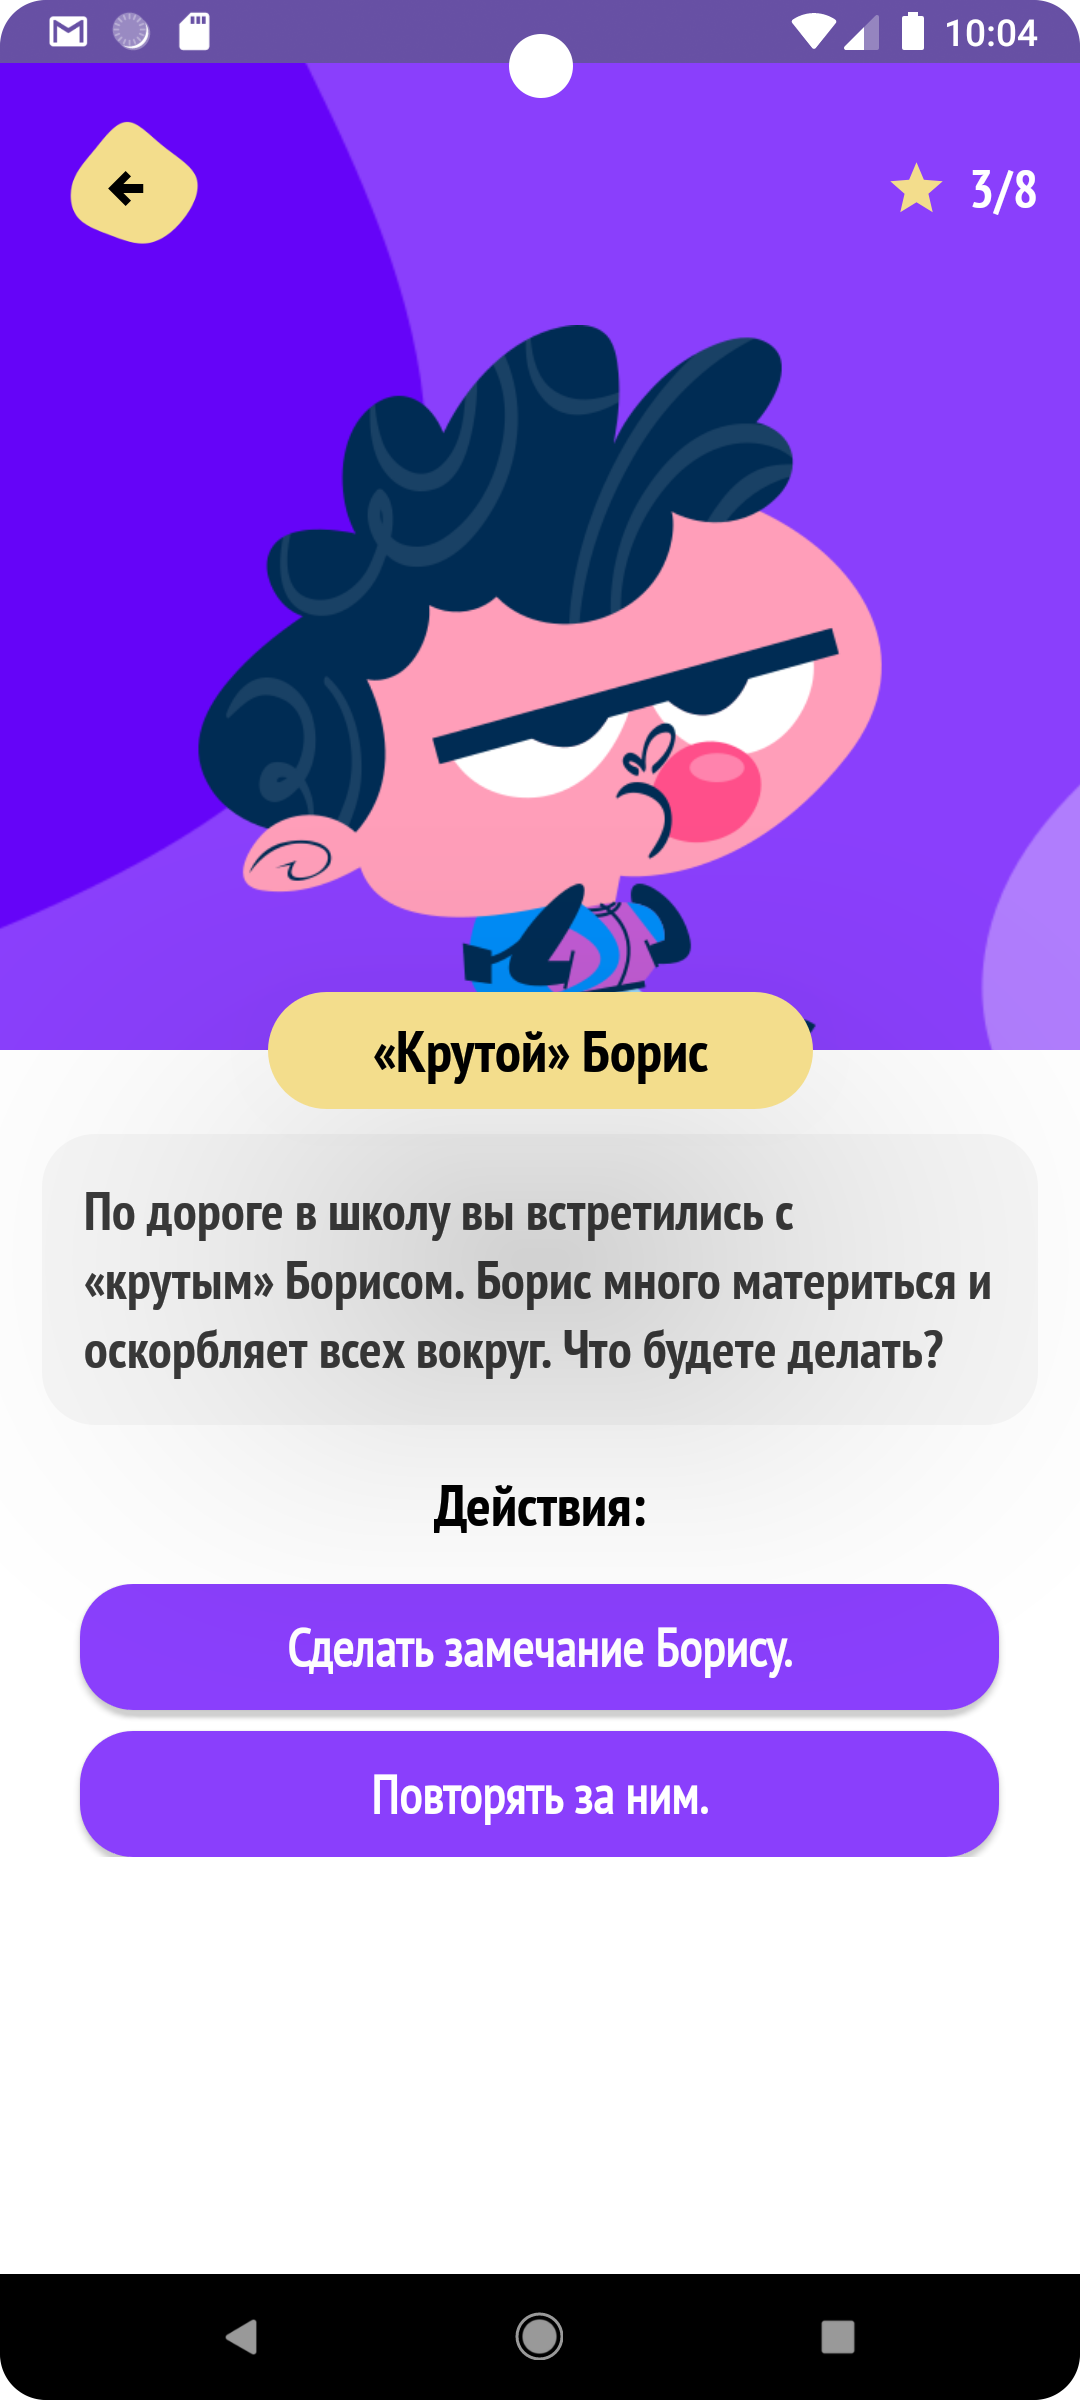 10:04
3/8
«Крутой» Борис
По дороге в школу вы встретились с
«крутым» Борисом. Борис много материться и
оскорбляет всех вокруг. Что будете делать?
Действия:
Сделать замечание Борису.
Повторять за ним.